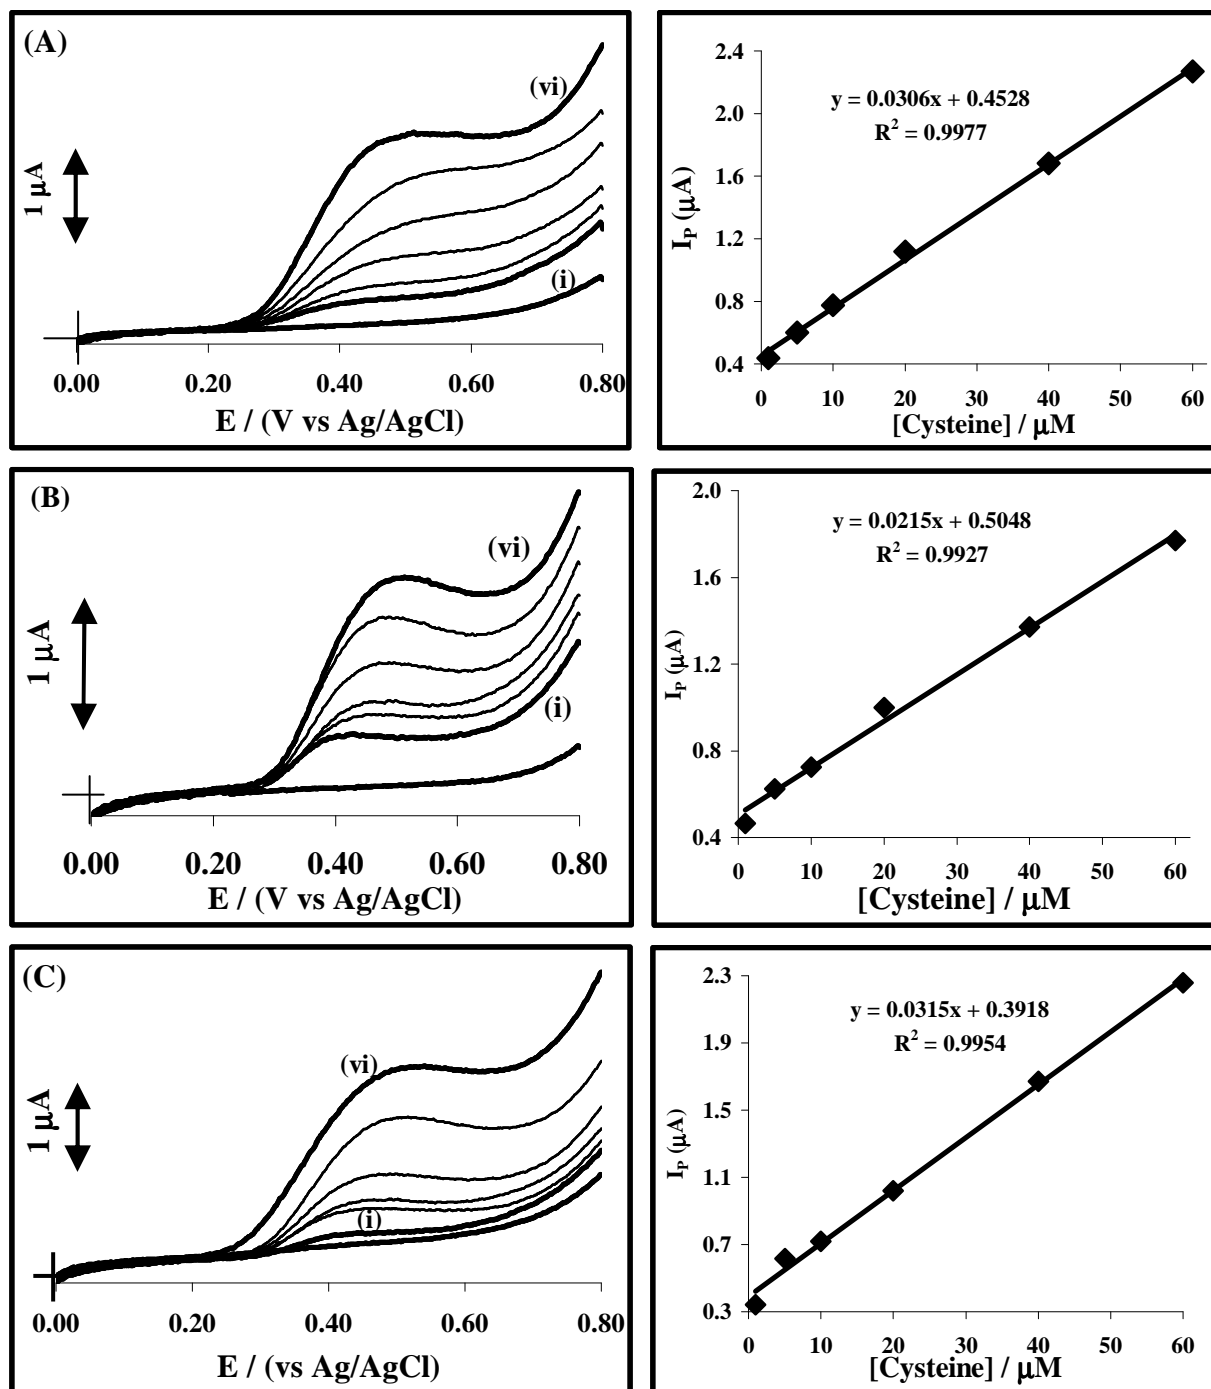 (A)
(vi)
1 μA
(i)
0.00 0.20 0.40 0.60 0.80
E / (V vs Ag/AgCl)
2.4
2.0
1.6
1.2
0.8
0.4
I_P (μA)
y = 0.0306x + 0.4528
R² = 0.9977
0 10 20 30 40 50 60
[Cysteine] / μM
(B)
(vi)
1 μA
(i)
0.00 0.20 0.40 0.60 0.80
E / (V vs Ag/AgCl)
2.0
1.6
1.2
0.8
0.4
I_P (μA)
y = 0.0215x + 0.5048
R² = 0.9927
0 10 20 30 40 50 60
[Cysteine] / μM
(C)
(vi)
1 μA
(i)
0.00 0.20 0.40 0.60 0.80
E / (vs Ag/AgCl)
2.3
1.9
1.5
1.1
0.7
0.3
I_P (μA)
y = 0.0315x + 0.3918
R² = 0.9954
0 10 20 30 40 50 60
[Cysteine] / μM